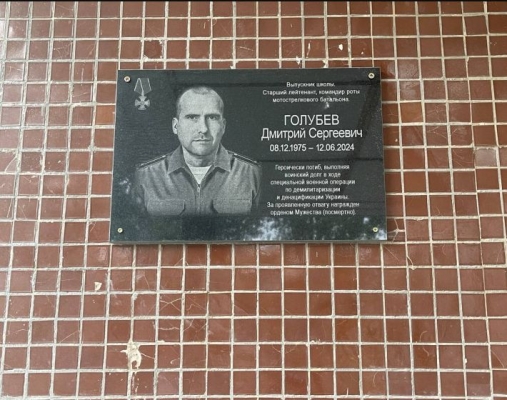 Выпускник школы.
Старший лейтенант, командир роты
мотострелкового батальона.
ГОЛУБЕВ
Дмитрий Сергеевич
08.12.1975 – 12.06.2024
Героически погиб, выполняя
воинский долг в ходе
специальной военной операции
по демилитаризации
и денацификации Украины.
За проявленную отвагу награжден
орденом Мужества (посмертно).